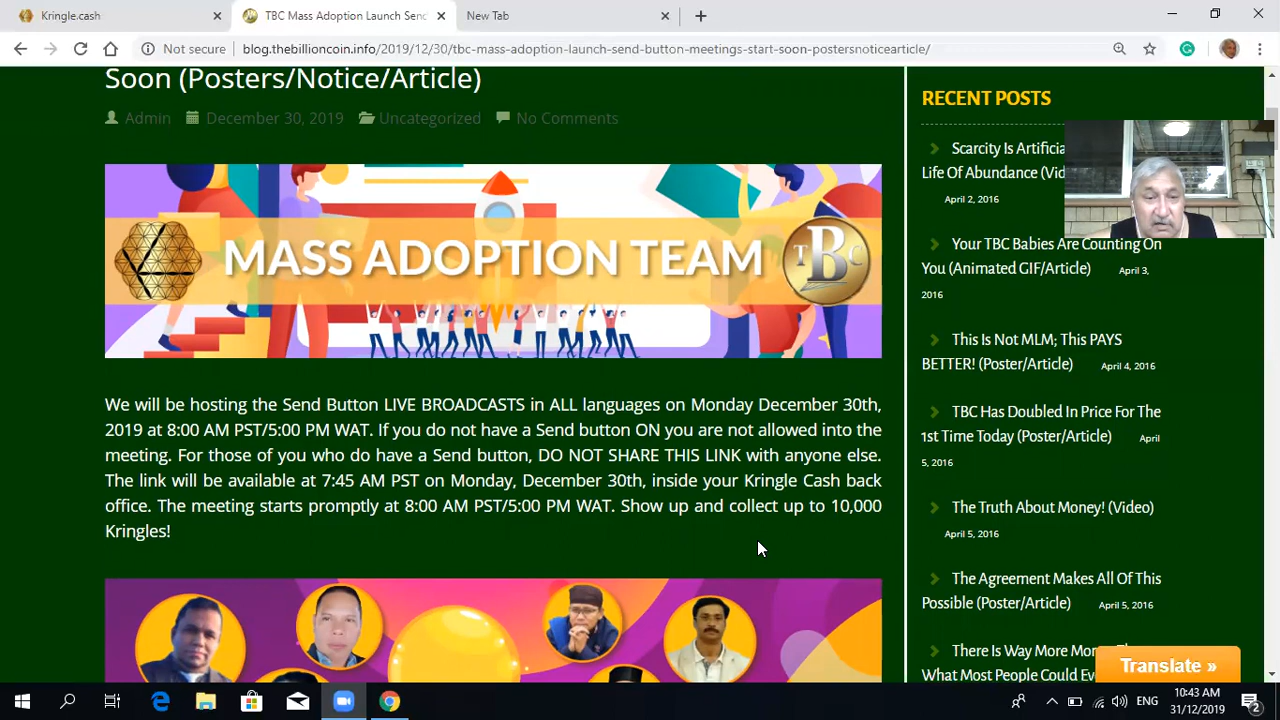 Kringle.cash
TBC Mass Adoption Launch Send
New Tab
Not secure
blog.thebillioncoin.info/2019/12/30/tbc-mass-adoption-launch-send-button-meetings-start-soon-postersnoticearticle/
Soon (Posters/Notice/Article)
Admin December 30, 2019 Uncategorized No Comments
MASS ADOPTION TEAM
T B C
We will be hosting the Send Button LIVE BROADCASTS in ALL languages on Monday December 30th,
2019 at 8:00 AM PST/5:00 PM WAT. If you do not have a Send button ON you are not allowed into the
meeting. For those of you who do have a Send button, DO NOT SHARE THIS LINK with anyone else.
The link will be available at 7:45 AM PST on Monday, December 30th, inside your Kringle Cash back
office. The meeting starts promptly at 8:00 AM PST/5:00 PM WAT. Show up and collect up to 10,000
Kringles!
RECENT POSTS
Scarcity Is
Life Of Abundance
April 2, 2016
Your TBC Babies Are Counting On
You (Animated GIF/Article) April 3,
2016
This Is Not MLM; This PAYS
BETTER! (Poster/Article) April 4, 2016
TBC Has Doubled In Price For The
1st Time Today (Poster/Article) April
5, 2016
The Truth About Money! (Video)
April 5, 2016
The Agreement Makes All Of This
Possible (Poster/Article) April 5, 2016
There Is Way More
What Most People Could
Translate »
ENG
10:43 AM
31/12/2019
2